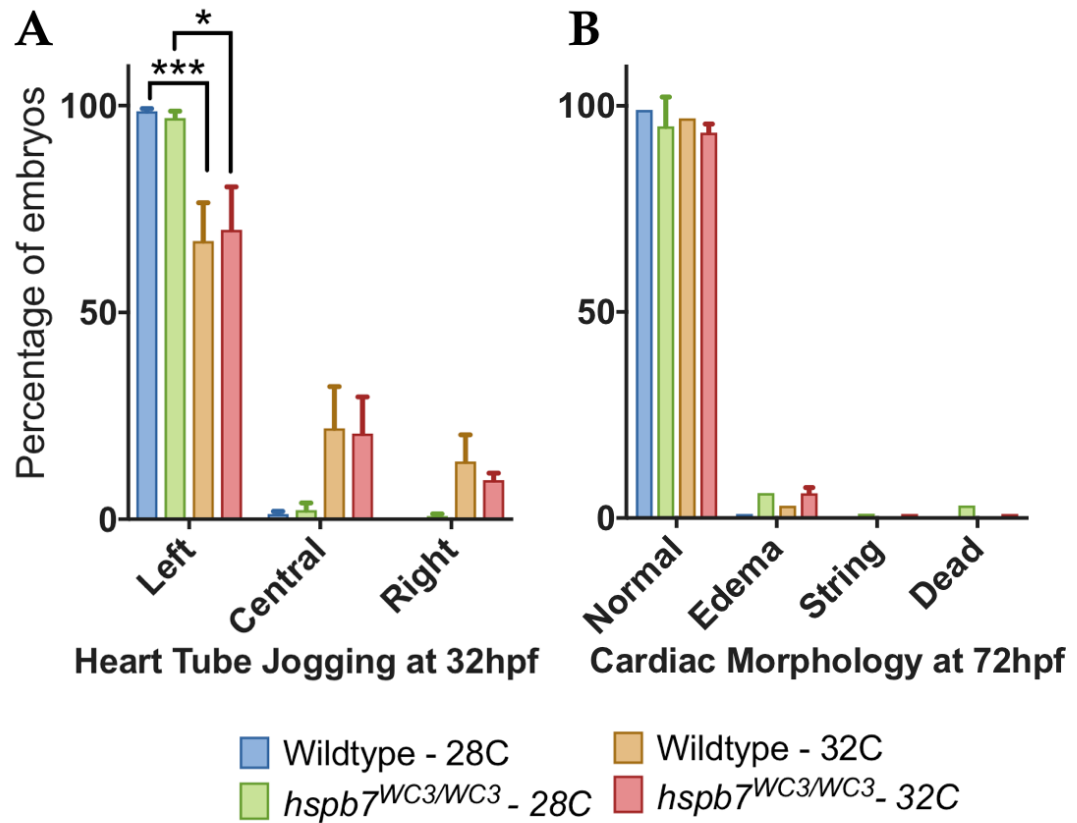 A
B
*
***
Percentage of embryos
100
50
0
Left
Central
Right
Heart Tube Jogging at 32hpf
100
50
0
Normal
Edema
String
Dead
Cardiac Morphology at 72hpf
Wildtype - 28C
Wildtype - 32C
hspb7WC3/WC3 - 28C
hspb7WC3/WC3- 32C